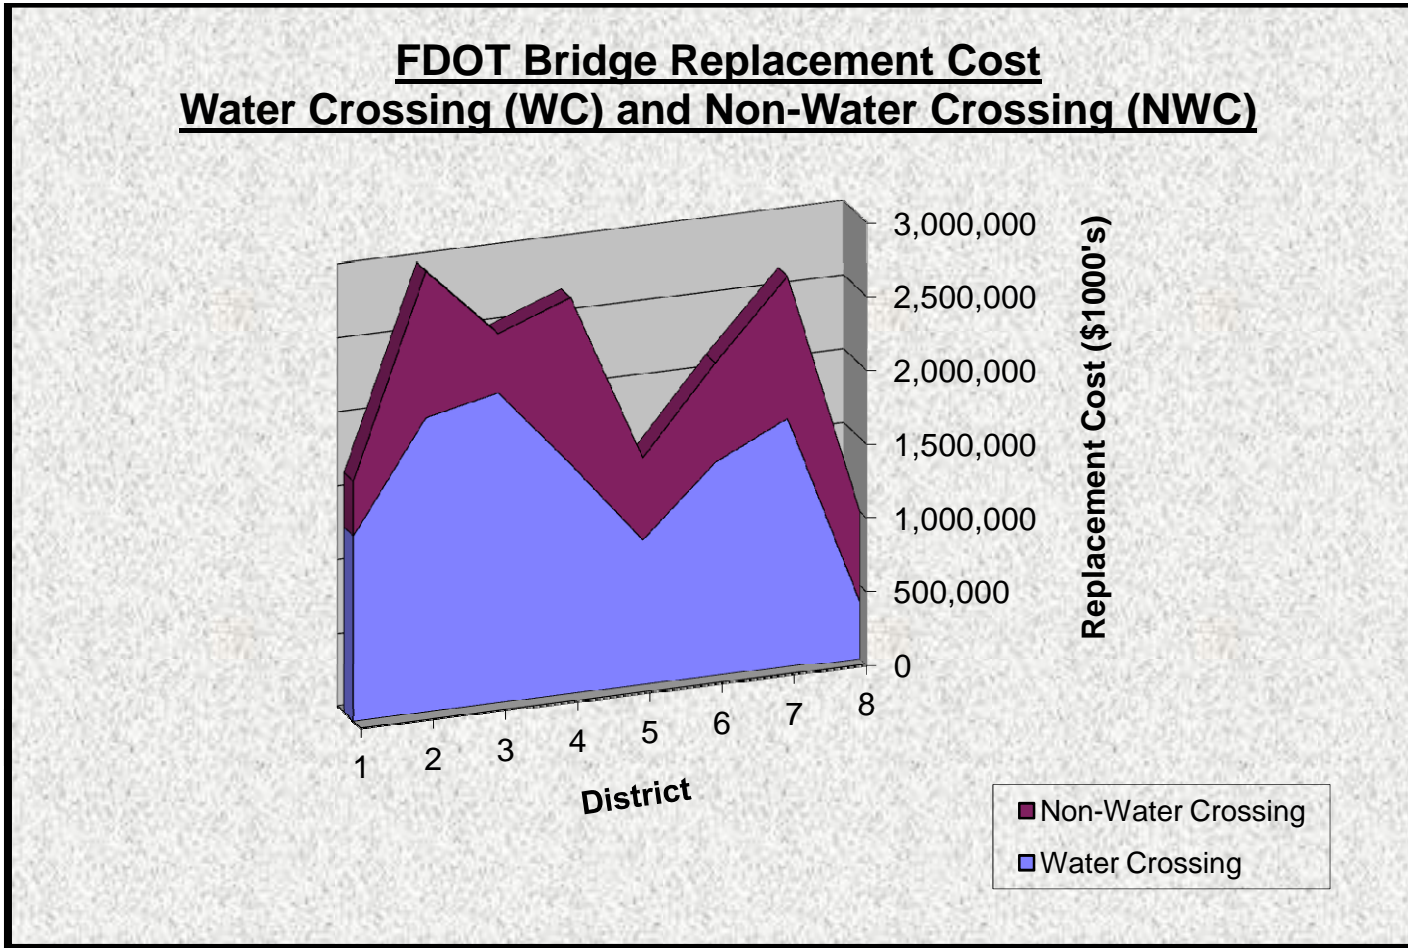 FDOT Bridge Replacement Cost
Water Crossing (WC) and Non-Water Crossing (NWC)
3,000,000
2,500,000
2,000,000
1,500,000
1,000,000
500,000
0
Replacement Cost ($1000's)
1
2
3
4
5
6
7
8
District
Non-Water Crossing
Water Crossing